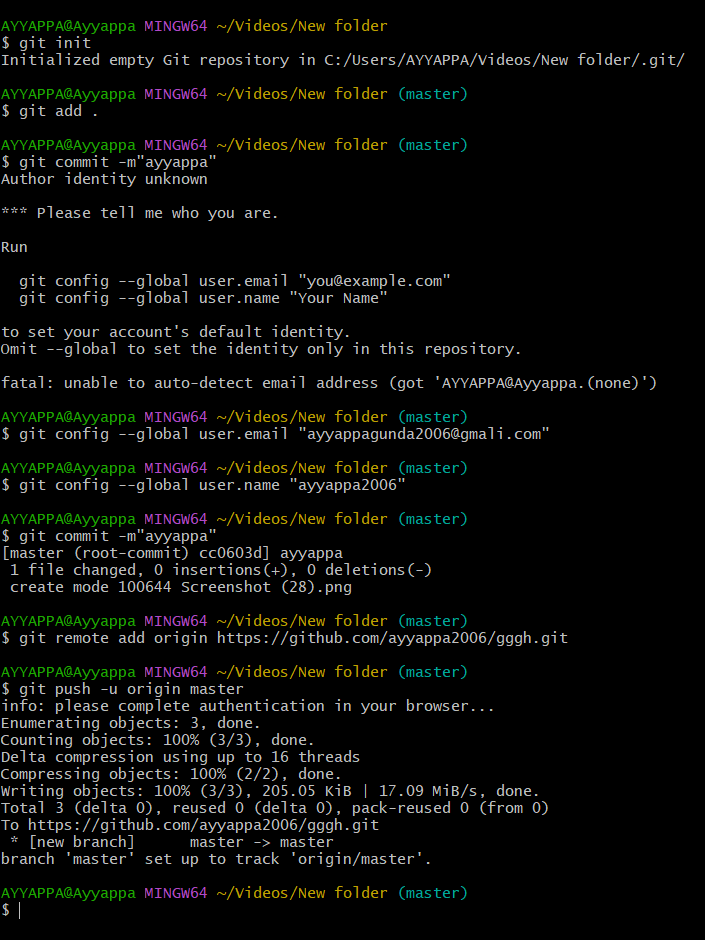 AYYAPPA@Ayyappa MINGW64 ~/Videos/New folder
$ git init
Initialized empty Git repository in C:/Users/AYYAPPA/Videos/New folder/.git/
AYYAPPA@Ayyappa MINGW64 ~/Videos/New folder (master)
$ git add .
AYYAPPA@Ayyappa MINGW64 ~/Videos/New folder (master)
$ git commit -m"ayyappa"
Author identity unknown
*** Please tell me who you are.
Run
  git config --global user.email "you@example.com"
  git config --global user.name "Your Name"
to set your account's default identity.
Omit --global to set the identity only in this repository.
fatal: unable to auto-detect email address (got 'AYYAPPA@Ayyappa.(none)')
AYYAPPA@Ayyappa MINGW64 ~/Videos/New folder (master)
$ git config --global user.email "ayyappagunda2006@gmali.com"
AYYAPPA@Ayyappa MINGW64 ~/Videos/New folder (master)
$ git config --global user.name "ayyappa2006"
AYYAPPA@Ayyappa MINGW64 ~/Videos/New folder (master)
$ git commit -m"ayyappa"
[master (root-commit) cc0603d] ayyappa
 1 file changed, 0 insertions(+), 0 deletions(-)
 create mode 100644 Screenshot (28).png
AYYAPPA@Ayyappa MINGW64 ~/Videos/New folder (master)
$ git remote add origin https://github.com/ayyappa2006/gggh.git
AYYAPPA@Ayyappa MINGW64 ~/Videos/New folder (master)
$ git push -u origin master
info: please complete authentication in your browser...
Enumerating objects: 3, done.
Counting objects: 100% (3/3), done.
Delta compression using up to 16 threads
Compressing objects: 100% (2/2), done.
Writing objects: 100% (3/3), 205.05 KiB | 17.09 MiB/s, done.
Total 3 (delta 0), reused 0 (delta 0), pack-reused 0 (from 0)
To https://github.com/ayyappa2006/gggh.git
 * [new branch]      master -> master
branch 'master' set up to track 'origin/master'.
AYYAPPA@Ayyappa MINGW64 ~/Videos/New folder (master)
$